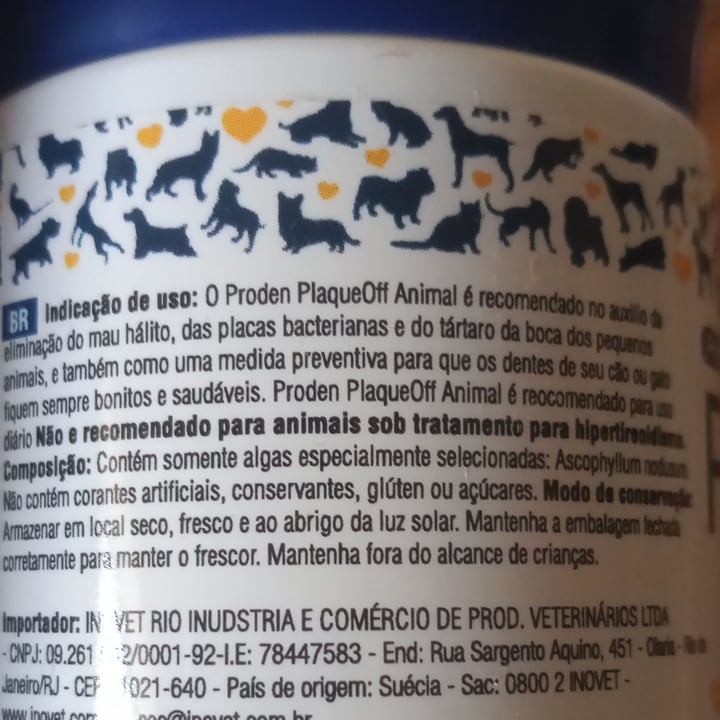 BR Indicação de uso: O Proden PlaqueOff Animal é recomendado no auxilio da
eliminação do mau hálito, das placas bacterianas e do tártaro da boca dos pequenos
animais, e também como uma medida preventiva para que os dentes de seu cão ou gato
fiquem sempre bonitos e saudáveis. Proden PlaqueOff Animal é reocomendado para uso
diário Não e recomendado para animais sob tratamento para hipertireoidismo.
Composição: Contém somente algas especialmente selecionadas: Ascophyllum nodusum
Não contém corantes artificiais, conservantes, glúten ou açúcares. Modo de conservação:
Armazenar em local seco, fresco e ao abrigo da luz solar. Mantenha a embalagem fechada
corretamente para manter o frescor. Mantenha fora do alcance de crianças.
Importador: RIO INUDSTRIA E COMÉRCIO DE PROD. VETERINÁRIOS LTDA
- CNPJ: 09.261 2/0001-92-I.E: 78447583 - End: Rua Sargento Aquino, 451 - Olaria - Rio de
Janeiro/RJ - CEP 021-640 - País de origem: Suécia - Sac: 0800 2 INOVET -